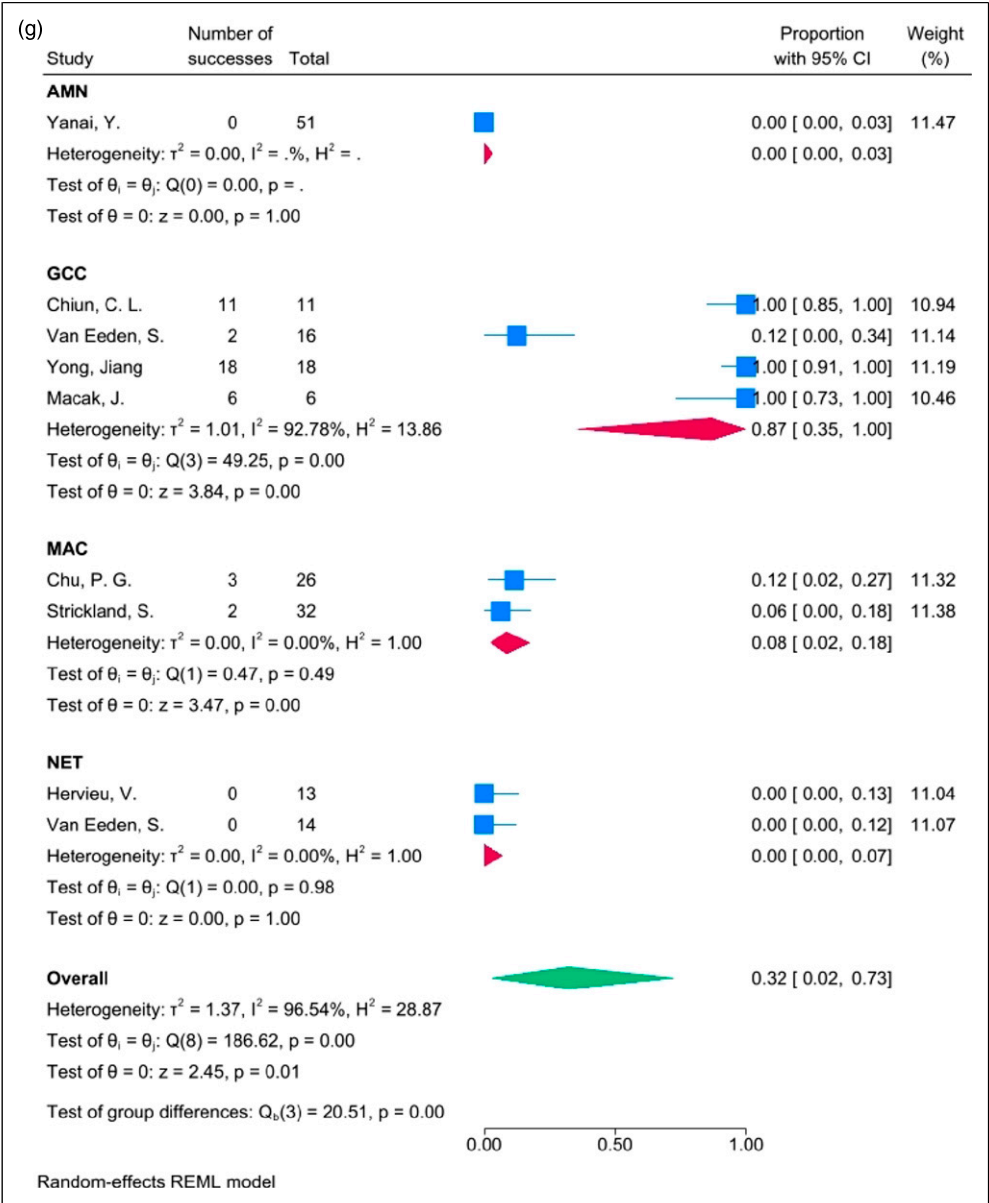 (g)
Number of Proportion Weight
Study successes Total with 95% CI (%)
AMN
Yanai, Y. 0 51 0.00 [ 0.00, 0.03] 11.47
Heterogeneity: τ² = 0.00, I² = .%, H² = . 0.00 [ 0.00, 0.03]
Test of θᵢ = θⱼ: Q(0) = 0.00, p = .
Test of θ = 0: z = 0.00, p = 1.00
GCC
Chiun, C. L. 11 11 1.00 [ 0.85, 1.00] 10.94
Van Eeden, S. 2 16 0.12 [ 0.00, 0.34] 11.14
Yong, Jiang 18 18 1.00 [ 0.91, 1.00] 11.19
Macak, J. 6 6 1.00 [ 0.73, 1.00] 10.46
Heterogeneity: τ² = 1.01, I² = 92.78%, H² = 13.86 0.87 [ 0.35, 1.00]
Test of θᵢ = θⱼ: Q(3) = 49.25, p = 0.00
Test of θ = 0: z = 3.84, p = 0.00
MAC
Chu, P. G. 3 26 0.12 [ 0.02, 0.27] 11.32
Strickland, S. 2 32 0.06 [ 0.00, 0.18] 11.38
Heterogeneity: τ² = 0.00, I² = 0.00%, H² = 1.00 0.08 [ 0.02, 0.18]
Test of θᵢ = θⱼ: Q(1) = 0.47, p = 0.49
Test of θ = 0: z = 3.47, p = 0.00
NET
Hervieu, V. 0 13 0.00 [ 0.00, 0.13] 11.04
Van Eeden, S. 0 14 0.00 [ 0.00, 0.12] 11.07
Heterogeneity: τ² = 0.00, I² = 0.00%, H² = 1.00 0.00 [ 0.00, 0.07]
Test of θᵢ = θⱼ: Q(1) = 0.00, p = 0.98
Test of θ = 0: z = 0.00, p = 1.00
Overall 0.32 [ 0.02, 0.73]
Heterogeneity: τ² = 1.37, I² = 96.54%, H² = 28.87
Test of θᵢ = θⱼ: Q(8) = 186.62, p = 0.00
Test of θ = 0: z = 2.45, p = 0.01
Test of group differences: Q_b(3) = 20.51, p = 0.00
0.00 0.50 1.00
Random-effects REML model